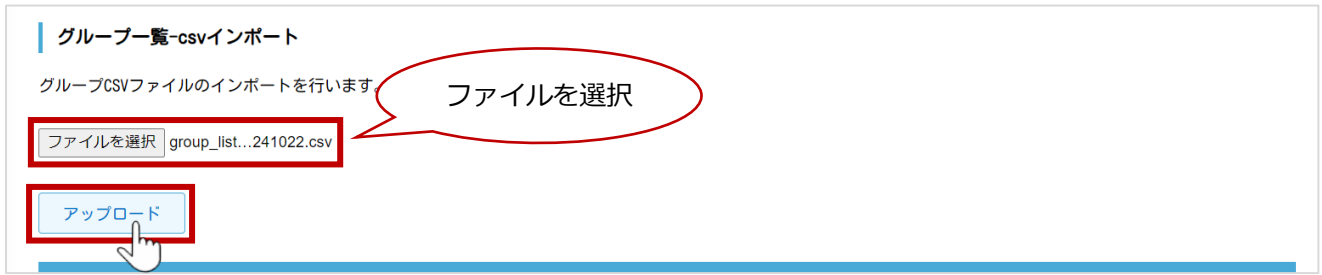 グループ一覧-csvインポート
グループCSVファイルのインポートを行います。
ファイルを選択
ファイルを選択 group_list...241022.csv
アップロード